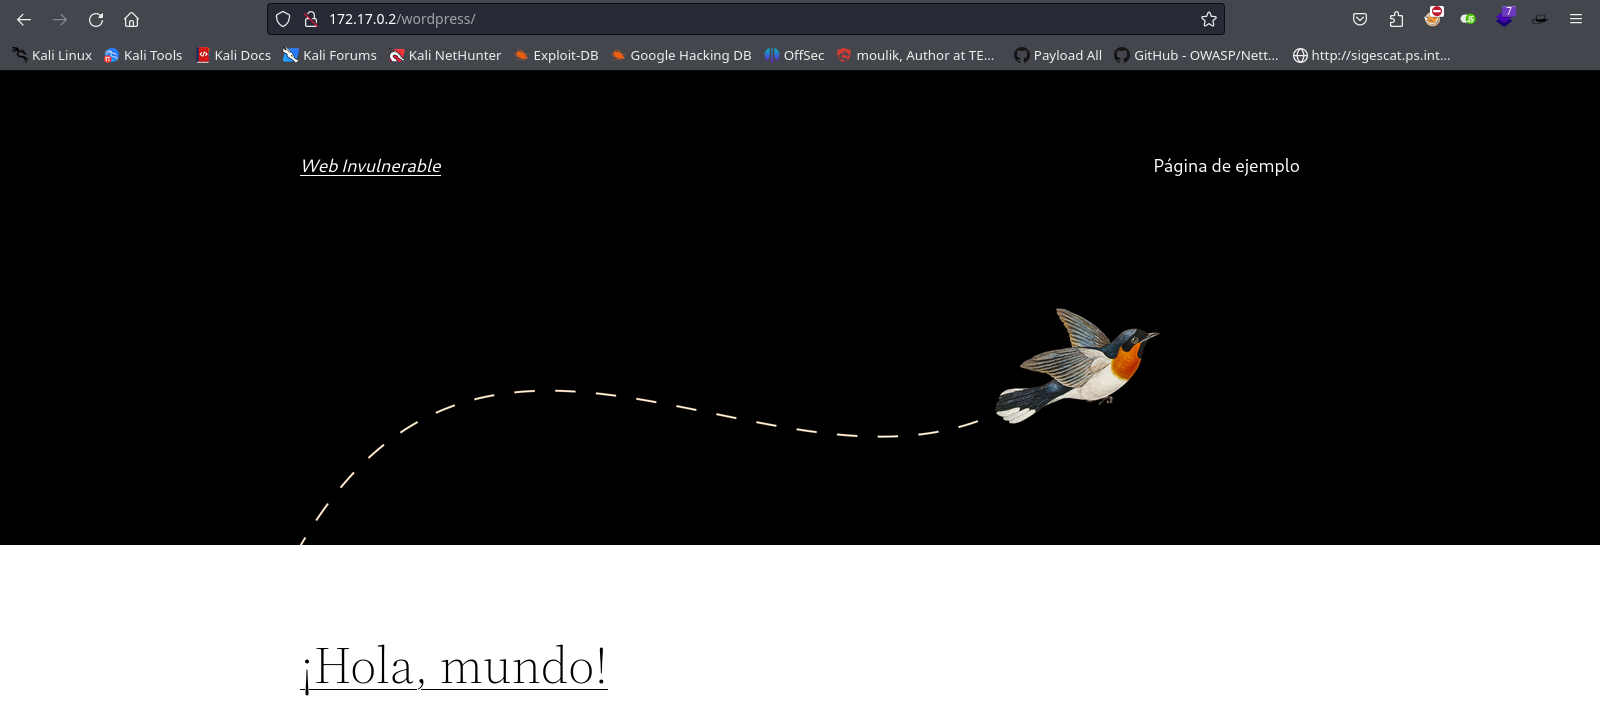 172.17.0.2/wordpress/
7
Kali Linux Kali Tools Kali Docs Kali Forums Kali NetHunter Exploit-DB Google Hacking DB OffSec moulik, Author at TE... Payload All GitHub - OWASP/Nett... http://sigescat.ps.int...
Web Invulnerable Página de ejemplo
¡Hola, mundo!